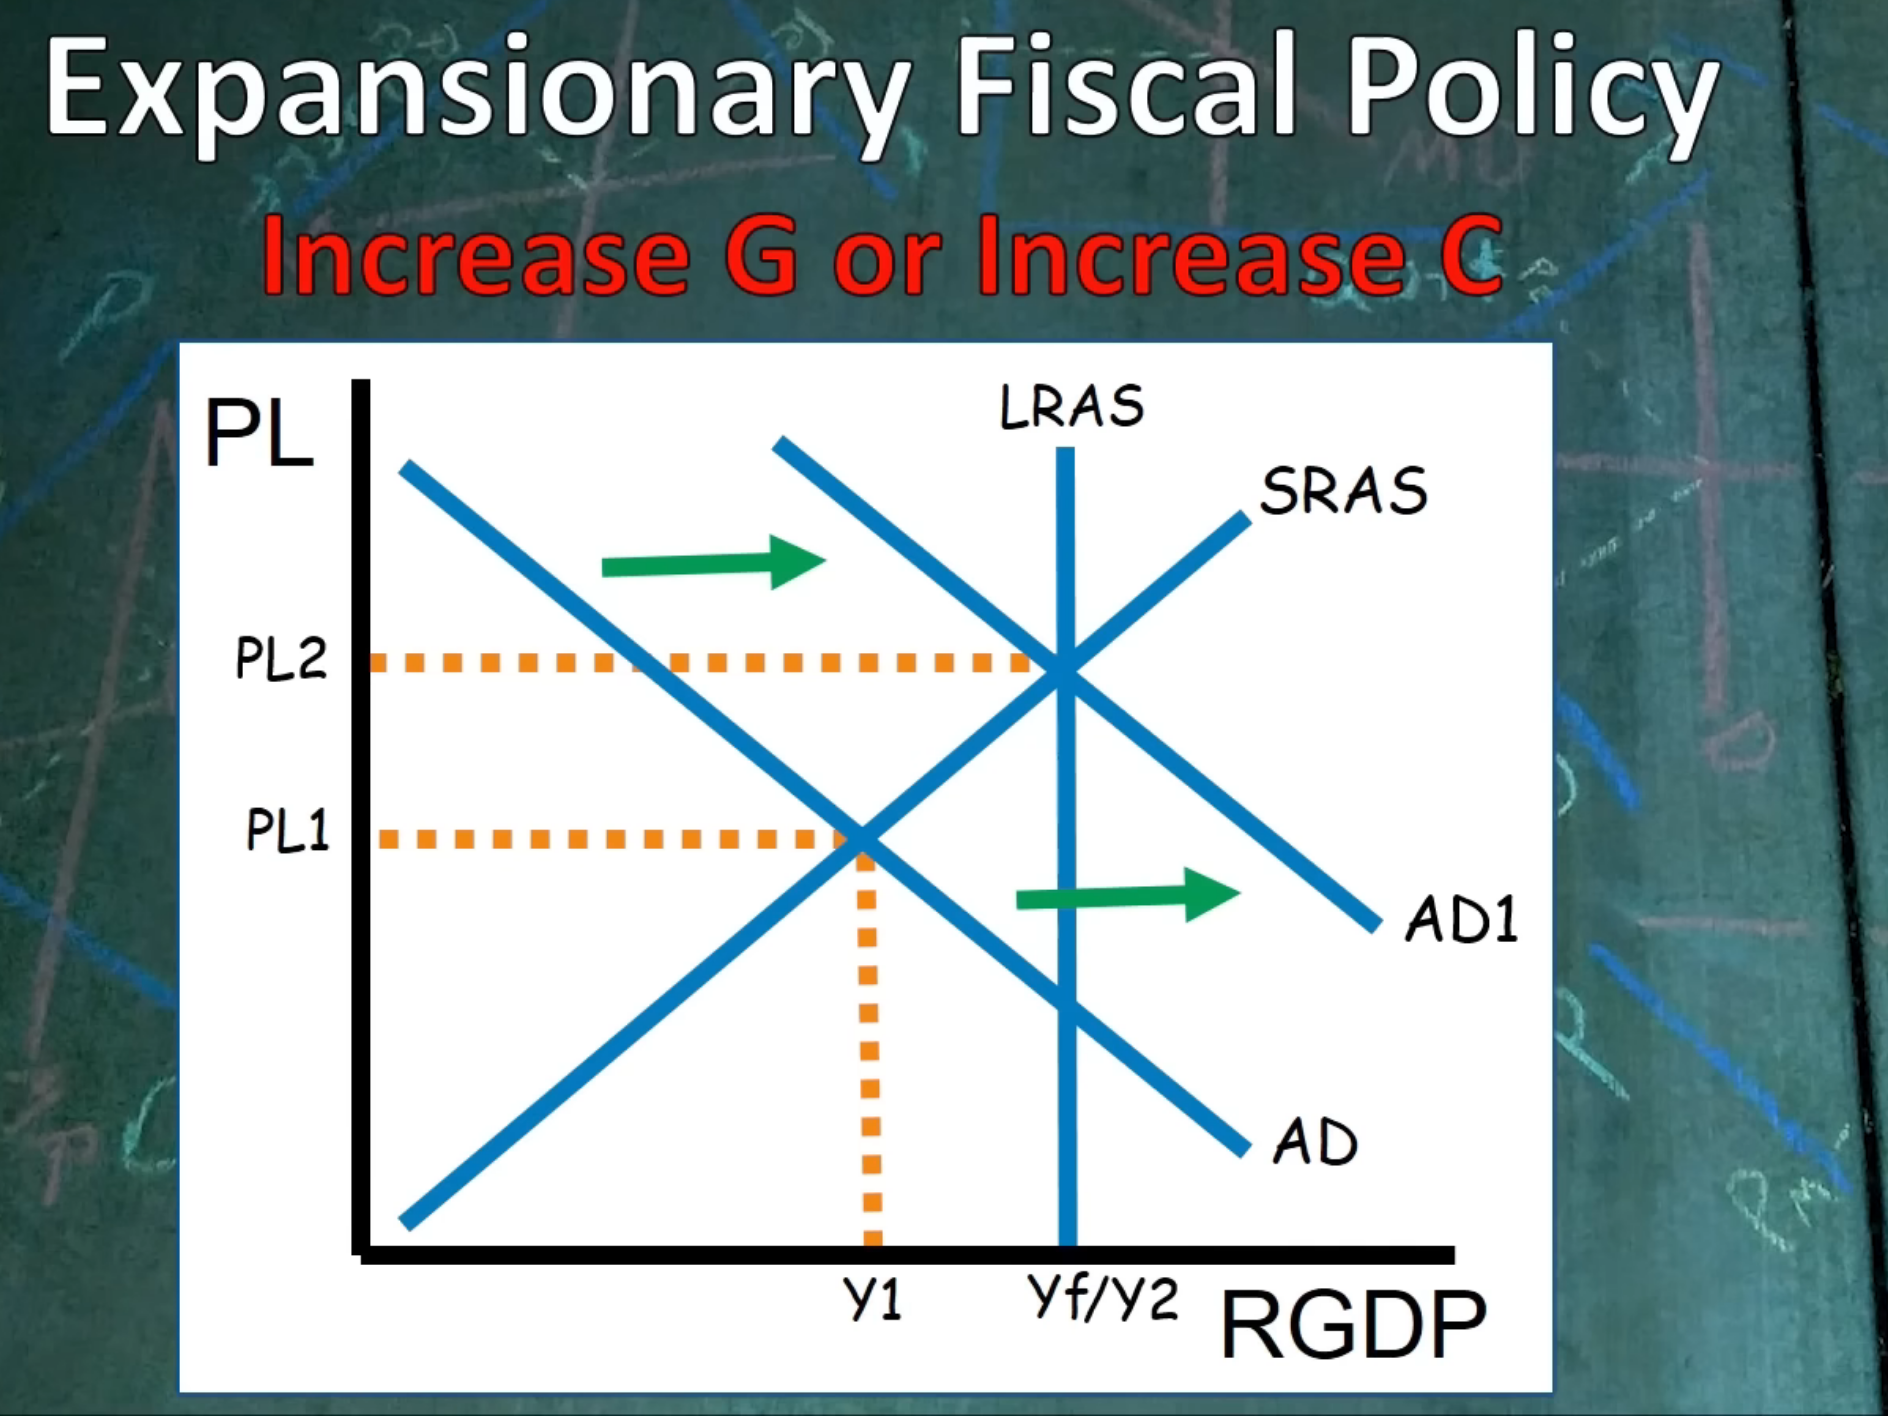 Expansionary Fiscal Policy
Increase G or Increase C
PL
LRAS
SRAS
PL2
PL1
AD1
AD
Y1
Yf/Y2
RGDP